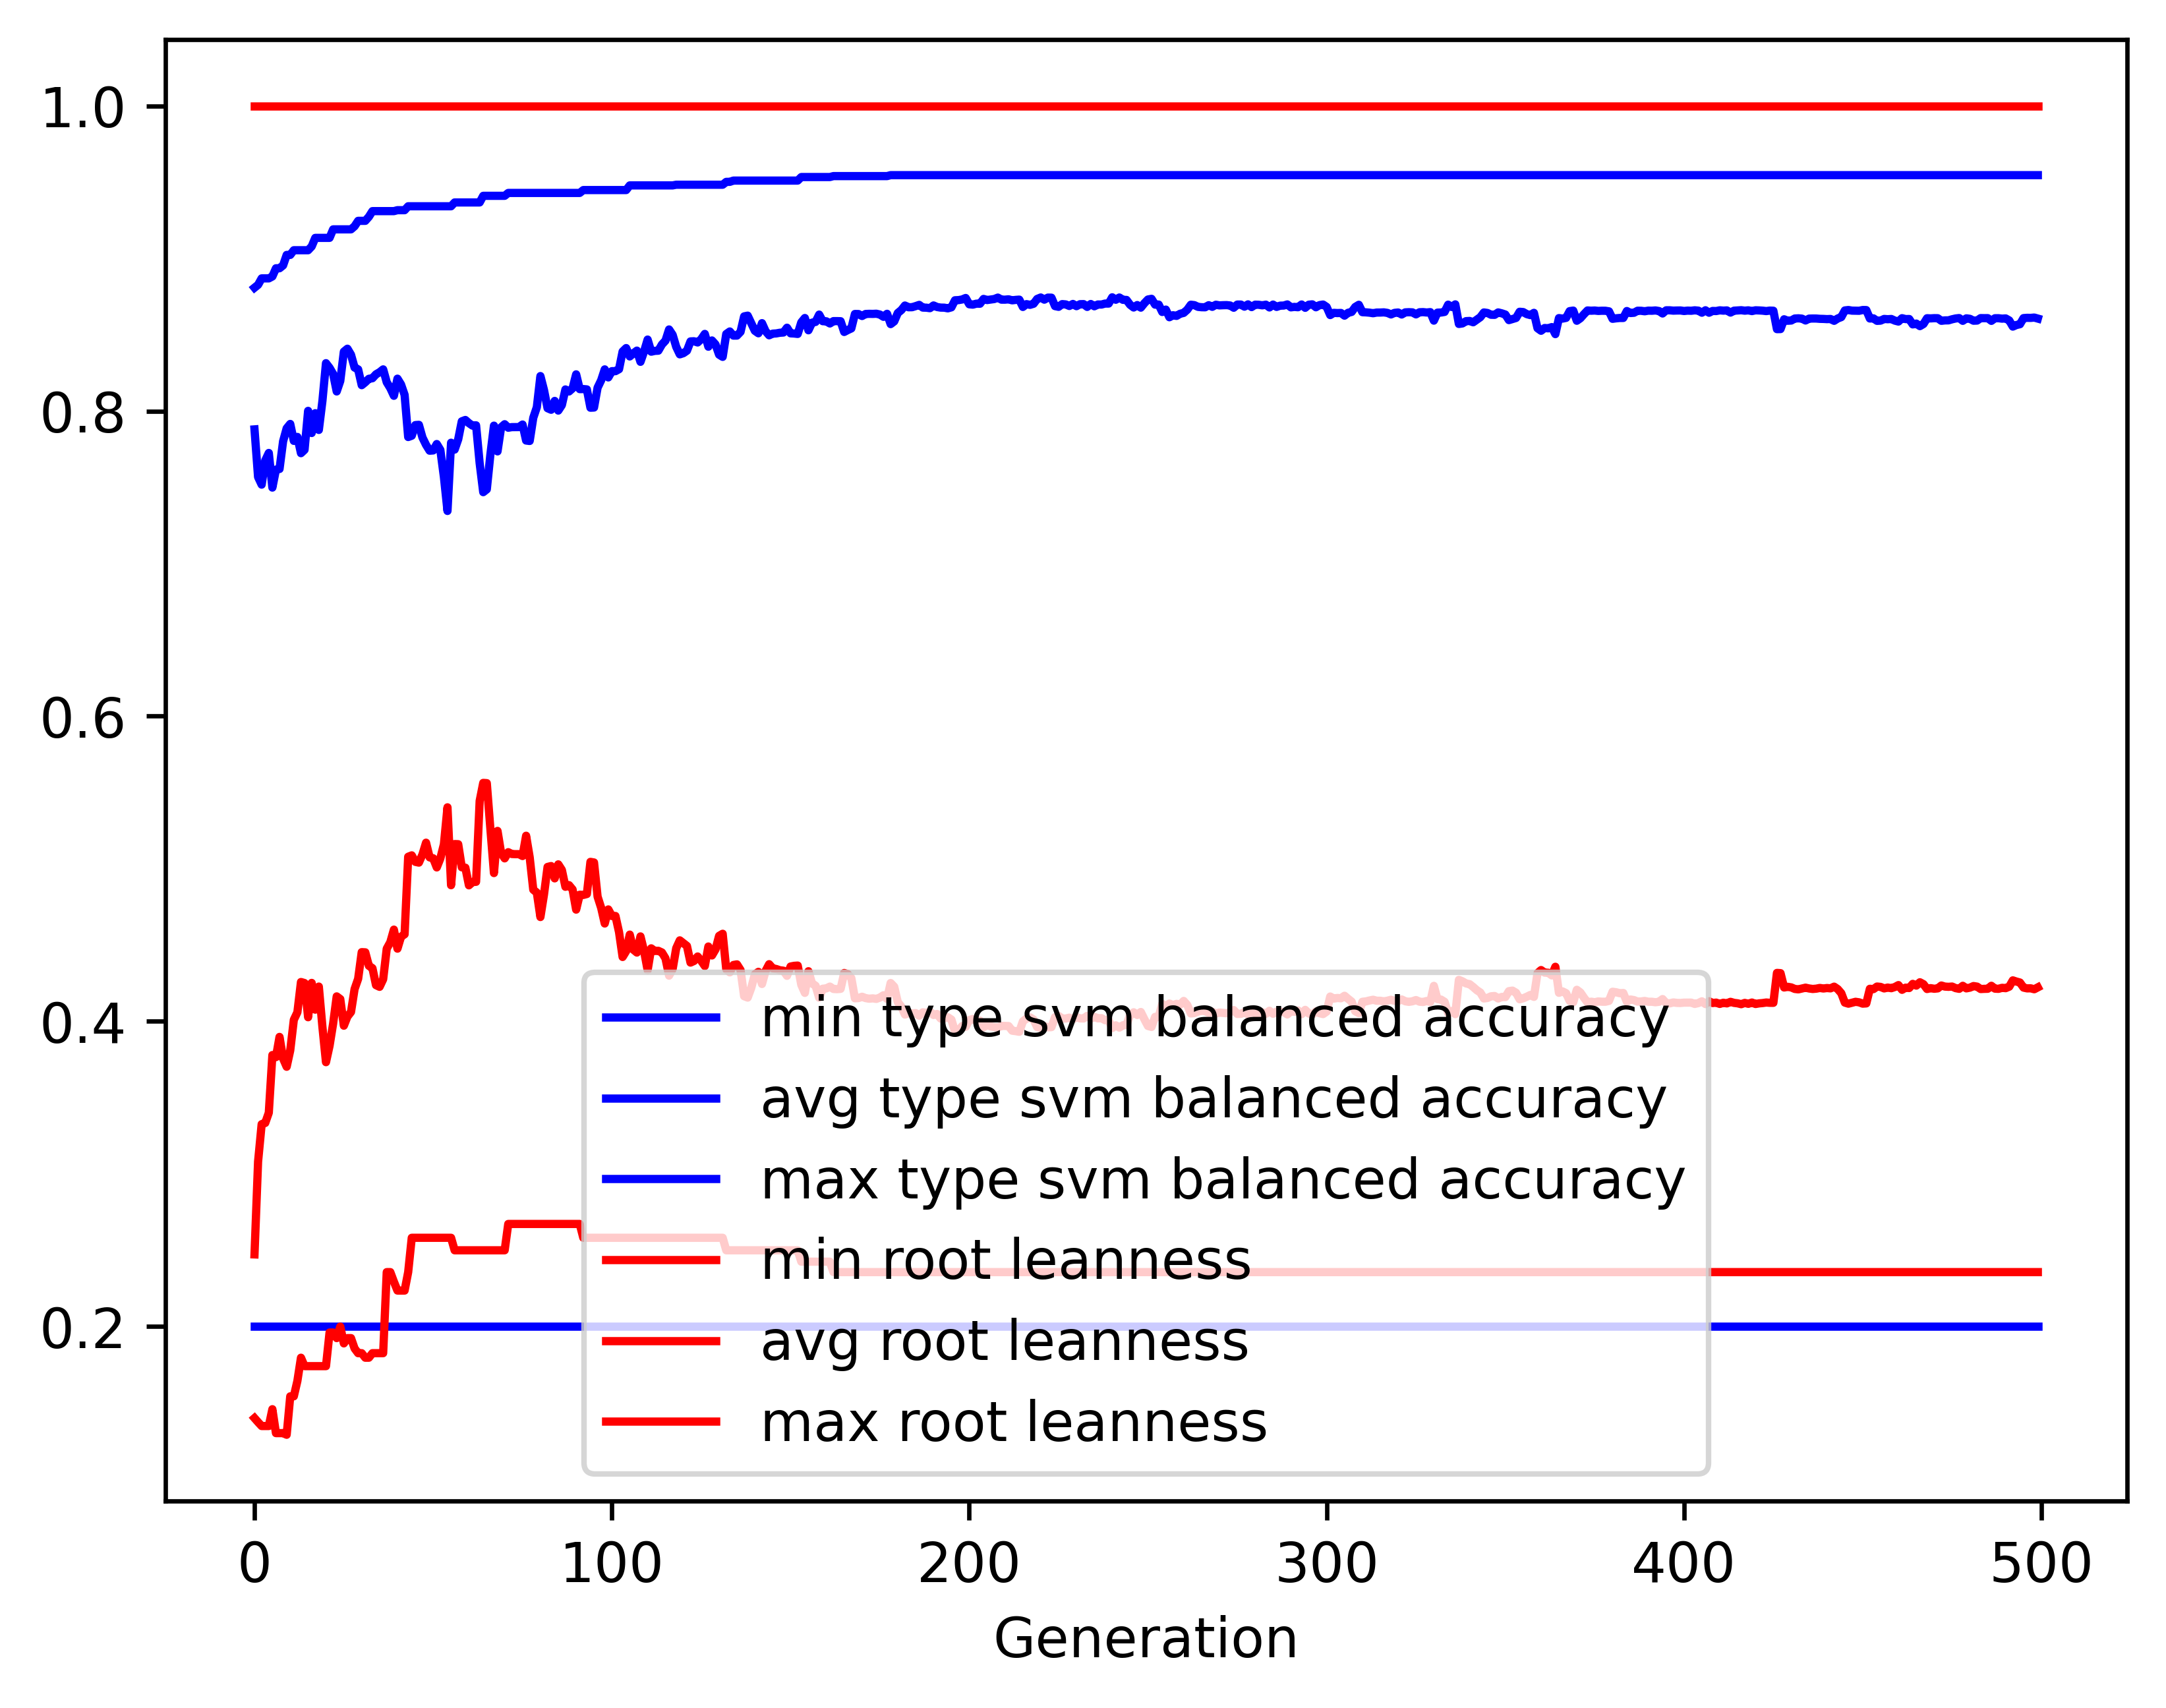 1.0
0.8
0.6
0.4
0.2
min type svm balanced accuracy
avg type svm balanced accuracy
max type svm balanced accuracy
min root leanness
avg root leanness
max root leanness
0 100 200 300 400 500
Generation